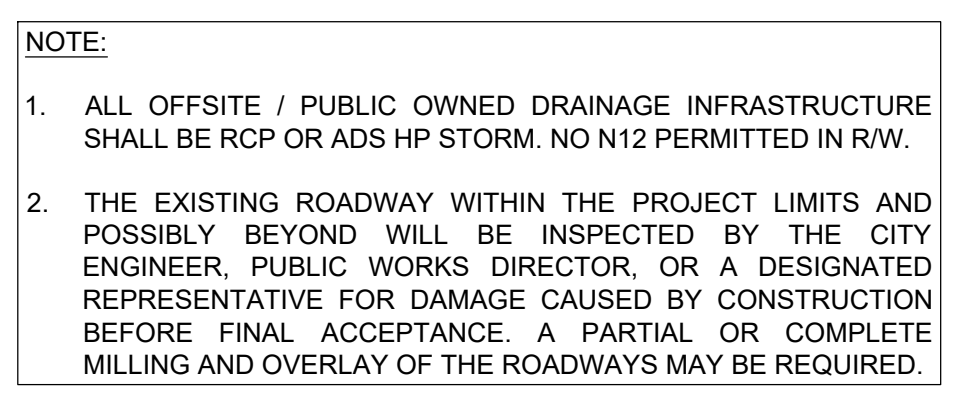 NOTE:
1. ALL OFFSITE / PUBLIC OWNED DRAINAGE INFRASTRUCTURE
SHALL BE RCP OR ADS HP STORM. NO N12 PERMITTED IN R/W.
2. THE EXISTING ROADWAY WITHIN THE PROJECT LIMITS AND
POSSIBLY BEYOND WILL BE INSPECTED BY THE CITY
ENGINEER, PUBLIC WORKS DIRECTOR, OR A DESIGNATED
REPRESENTATIVE FOR DAMAGE CAUSED BY CONSTRUCTION
BEFORE FINAL ACCEPTANCE. A PARTIAL OR COMPLETE
MILLING AND OVERLAY OF THE ROADWAYS MAY BE REQUIRED.